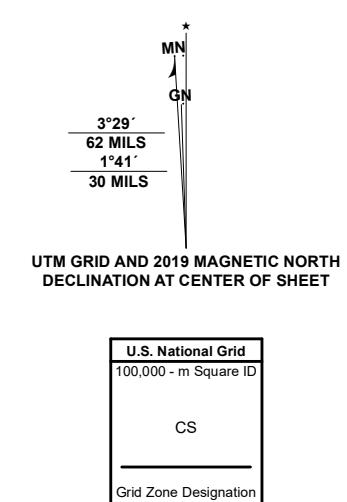 ★
MN
GN
3°29´
62 MILS
1°41´
30 MILS
UTM GRID AND 2019 MAGNETIC NORTH
DECLINATION AT CENTER OF SHEET
U.S. National Grid
100,000 - m Square ID
CS
Grid Zone Designation